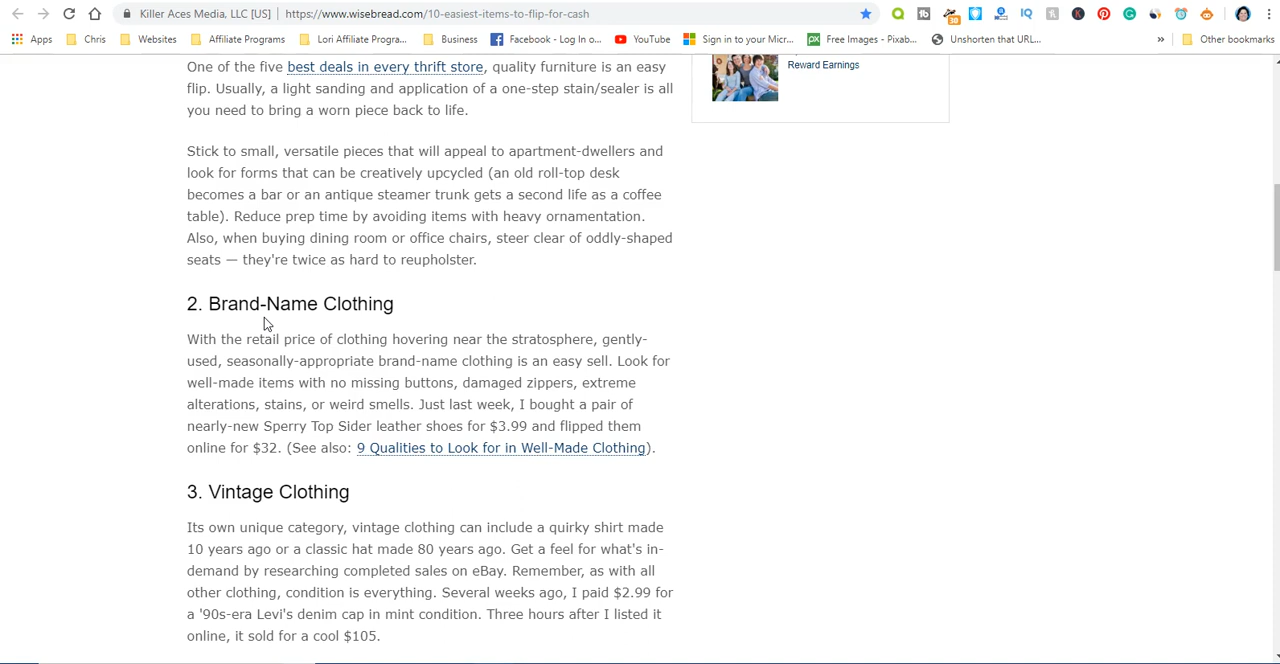 Killer Aces Media, LLC [US] | https://www.wisebread.com/10-easiest-items-to-flip-for-cash
Apps Chris Websites Affiliate Programs Lori Affiliate Progra... Business Facebook - Log In o... YouTube Sign in to your Micr... Free Images - Pixab... Unshorten that URL... » Other bookmarks
One of the five best deals in every thrift store, quality furniture is an easy
flip. Usually, a light sanding and application of a one-step stain/sealer is all
you need to bring a worn piece back to life.
Reward Earnings
Stick to small, versatile pieces that will appeal to apartment-dwellers and
look for forms that can be creatively upcycled (an old roll-top desk
becomes a bar or an antique steamer trunk gets a second life as a coffee
table). Reduce prep time by avoiding items with heavy ornamentation.
Also, when buying dining room or office chairs, steer clear of oddly-shaped
seats — they're twice as hard to reupholster.
2. Brand-Name Clothing
With the retail price of clothing hovering near the stratosphere, gently-
used, seasonally-appropriate brand-name clothing is an easy sell. Look for
well-made items with no missing buttons, damaged zippers, extreme
alterations, stains, or weird smells. Just last week, I bought a pair of
nearly-new Sperry Top Sider leather shoes for $3.99 and flipped them
online for $32. (See also: 9 Qualities to Look for in Well-Made Clothing).
3. Vintage Clothing
Its own unique category, vintage clothing can include a quirky shirt made
10 years ago or a classic hat made 80 years ago. Get a feel for what's in-
demand by researching completed sales on eBay. Remember, as with all
other clothing, condition is everything. Several weeks ago, I paid $2.99 for
a '90s-era Levi's denim cap in mint condition. Three hours after I listed it
online, it sold for a cool $105.